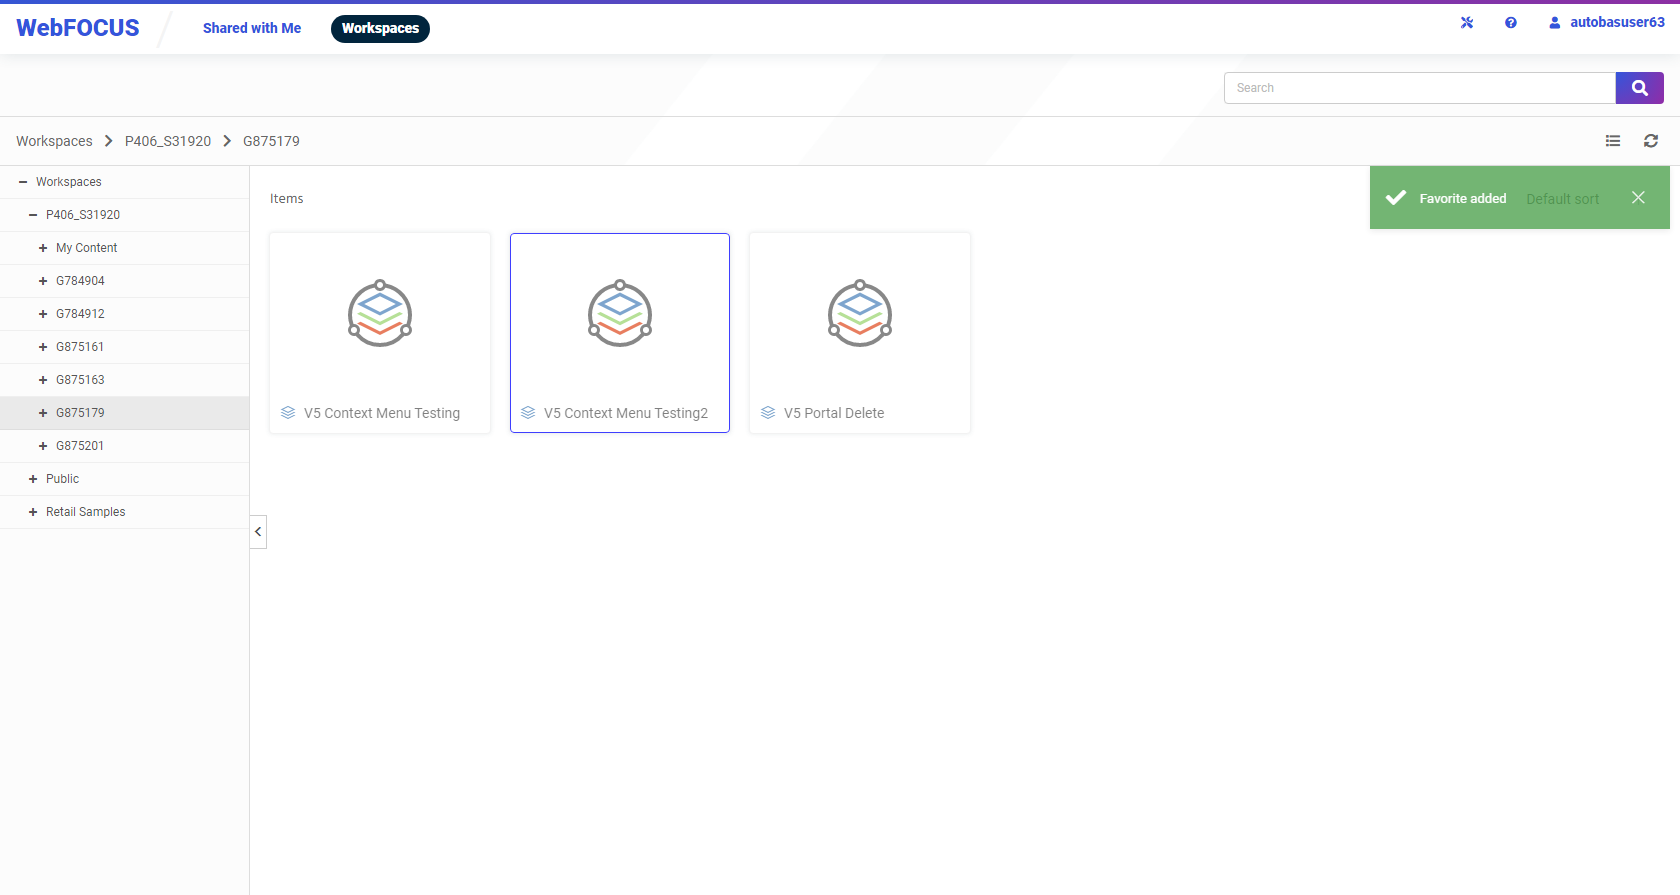 WebFOCUS
Shared with Me
Workspaces
autobasuser63
Search
Workspaces P406_S31920 G875179
Workspaces
P406_S31920
My Content
G784904
G784912
G875161
G875163
G875179
G875201
Public
Retail Samples
Items
Favorite added Default sort
V5 Context Menu Testing
V5 Context Menu Testing2
V5 Portal Delete